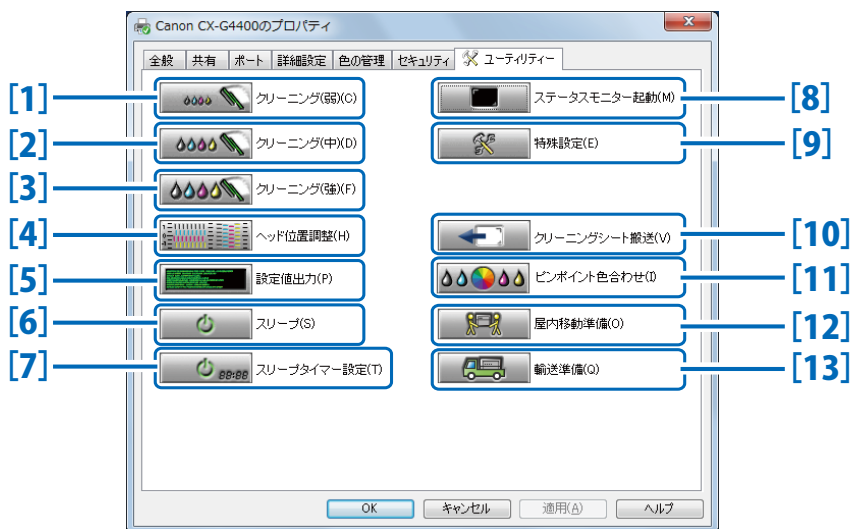 Canon CX-G4400のプロパティ
全般 共有 ポート 詳細設定 色の管理 セキュリティ ユーティリティー
[1] クリーニング(弱)(C)
[2] クリーニング(中)(D)
[3] クリーニング(強)(F)
[4] ヘッド位置調整(H)
[5] 設定値出力(P)
[6] スリープ(S)
[7] 88:88 スリープタイマー設定(T)
ステータスモニター起動(M) [8]
特殊設定(E) [9]
クリーニングシート搬送(V) [10]
ピンポイント色合わせ(I) [11]
屋内移動準備(O) [12]
輸送準備(Q) [13]
OK キャンセル 適用(A) ヘルプ